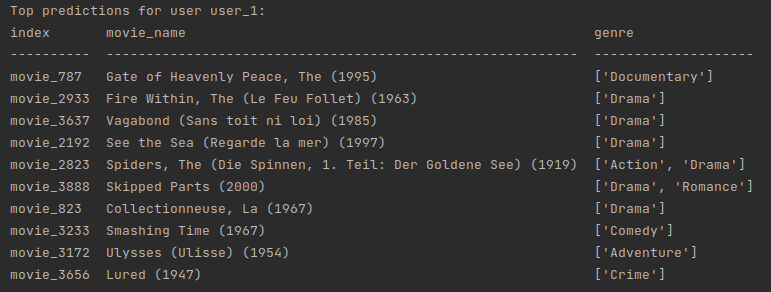 Top predictions for user user_1:
index       movie_name                                                  genre
----------  ----------------------------------------------------------  --------------------
movie_787   Gate of Heavenly Peace, The (1995)                          ['Documentary']
movie_2933  Fire Within, The (Le Feu Follet) (1963)                     ['Drama']
movie_3637  Vagabond (Sans toit ni loi) (1985)                          ['Drama']
movie_2192  See the Sea (Regarde la mer) (1997)                         ['Drama']
movie_2823  Spiders, The (Die Spinnen, 1. Teil: Der Goldene See) (1919)  ['Action', 'Drama']
movie_3888  Skipped Parts (2000)                                        ['Drama', 'Romance']
movie_823   Collectionneuse, La (1967)                                  ['Drama']
movie_3233  Smashing Time (1967)                                        ['Comedy']
movie_3172  Ulysses (Ulisse) (1954)                                     ['Adventure']
movie_3656  Lured (1947)                                                ['Crime']